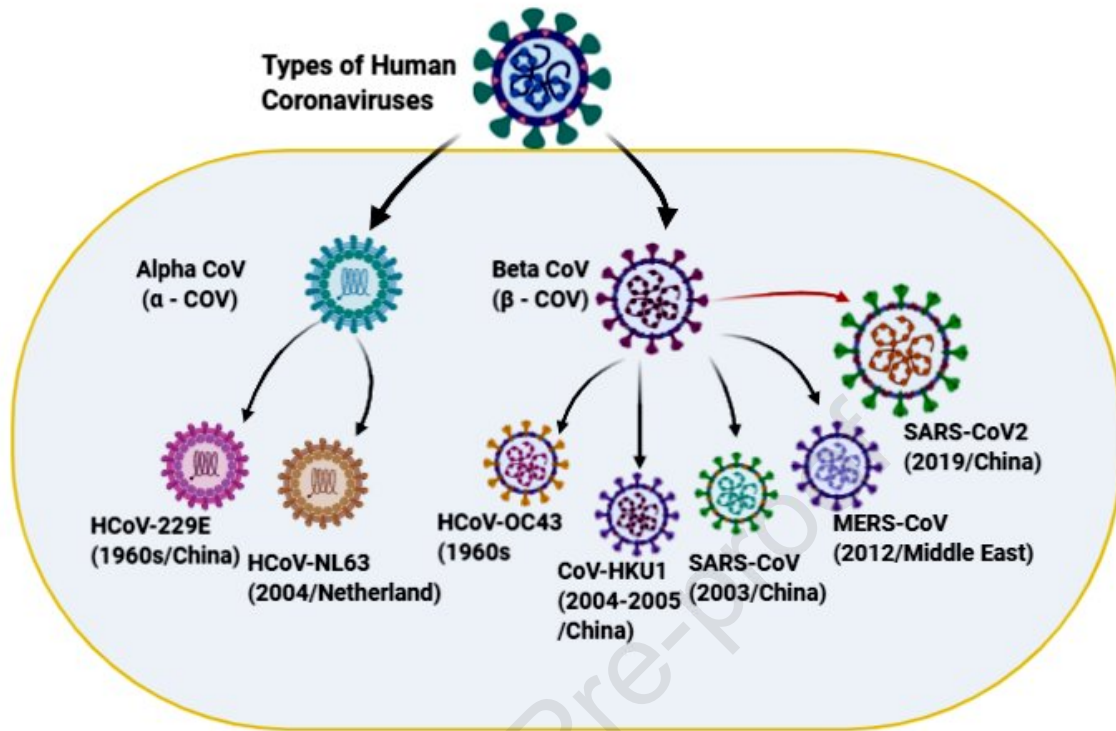 Types of Human
Coronaviruses
Alpha CoV
(α - COV)
Beta CoV
(β - COV)
HCoV-229E
(1960s/China)
HCoV-NL63
(2004/Netherland)
HCoV-OC43
(1960s
CoV-HKU1
(2004-2005
/China)
SARS-CoV
(2003/China)
MERS-CoV
(2012/Middle East)
SARS-CoV2
(2019/China)
Pre-proof